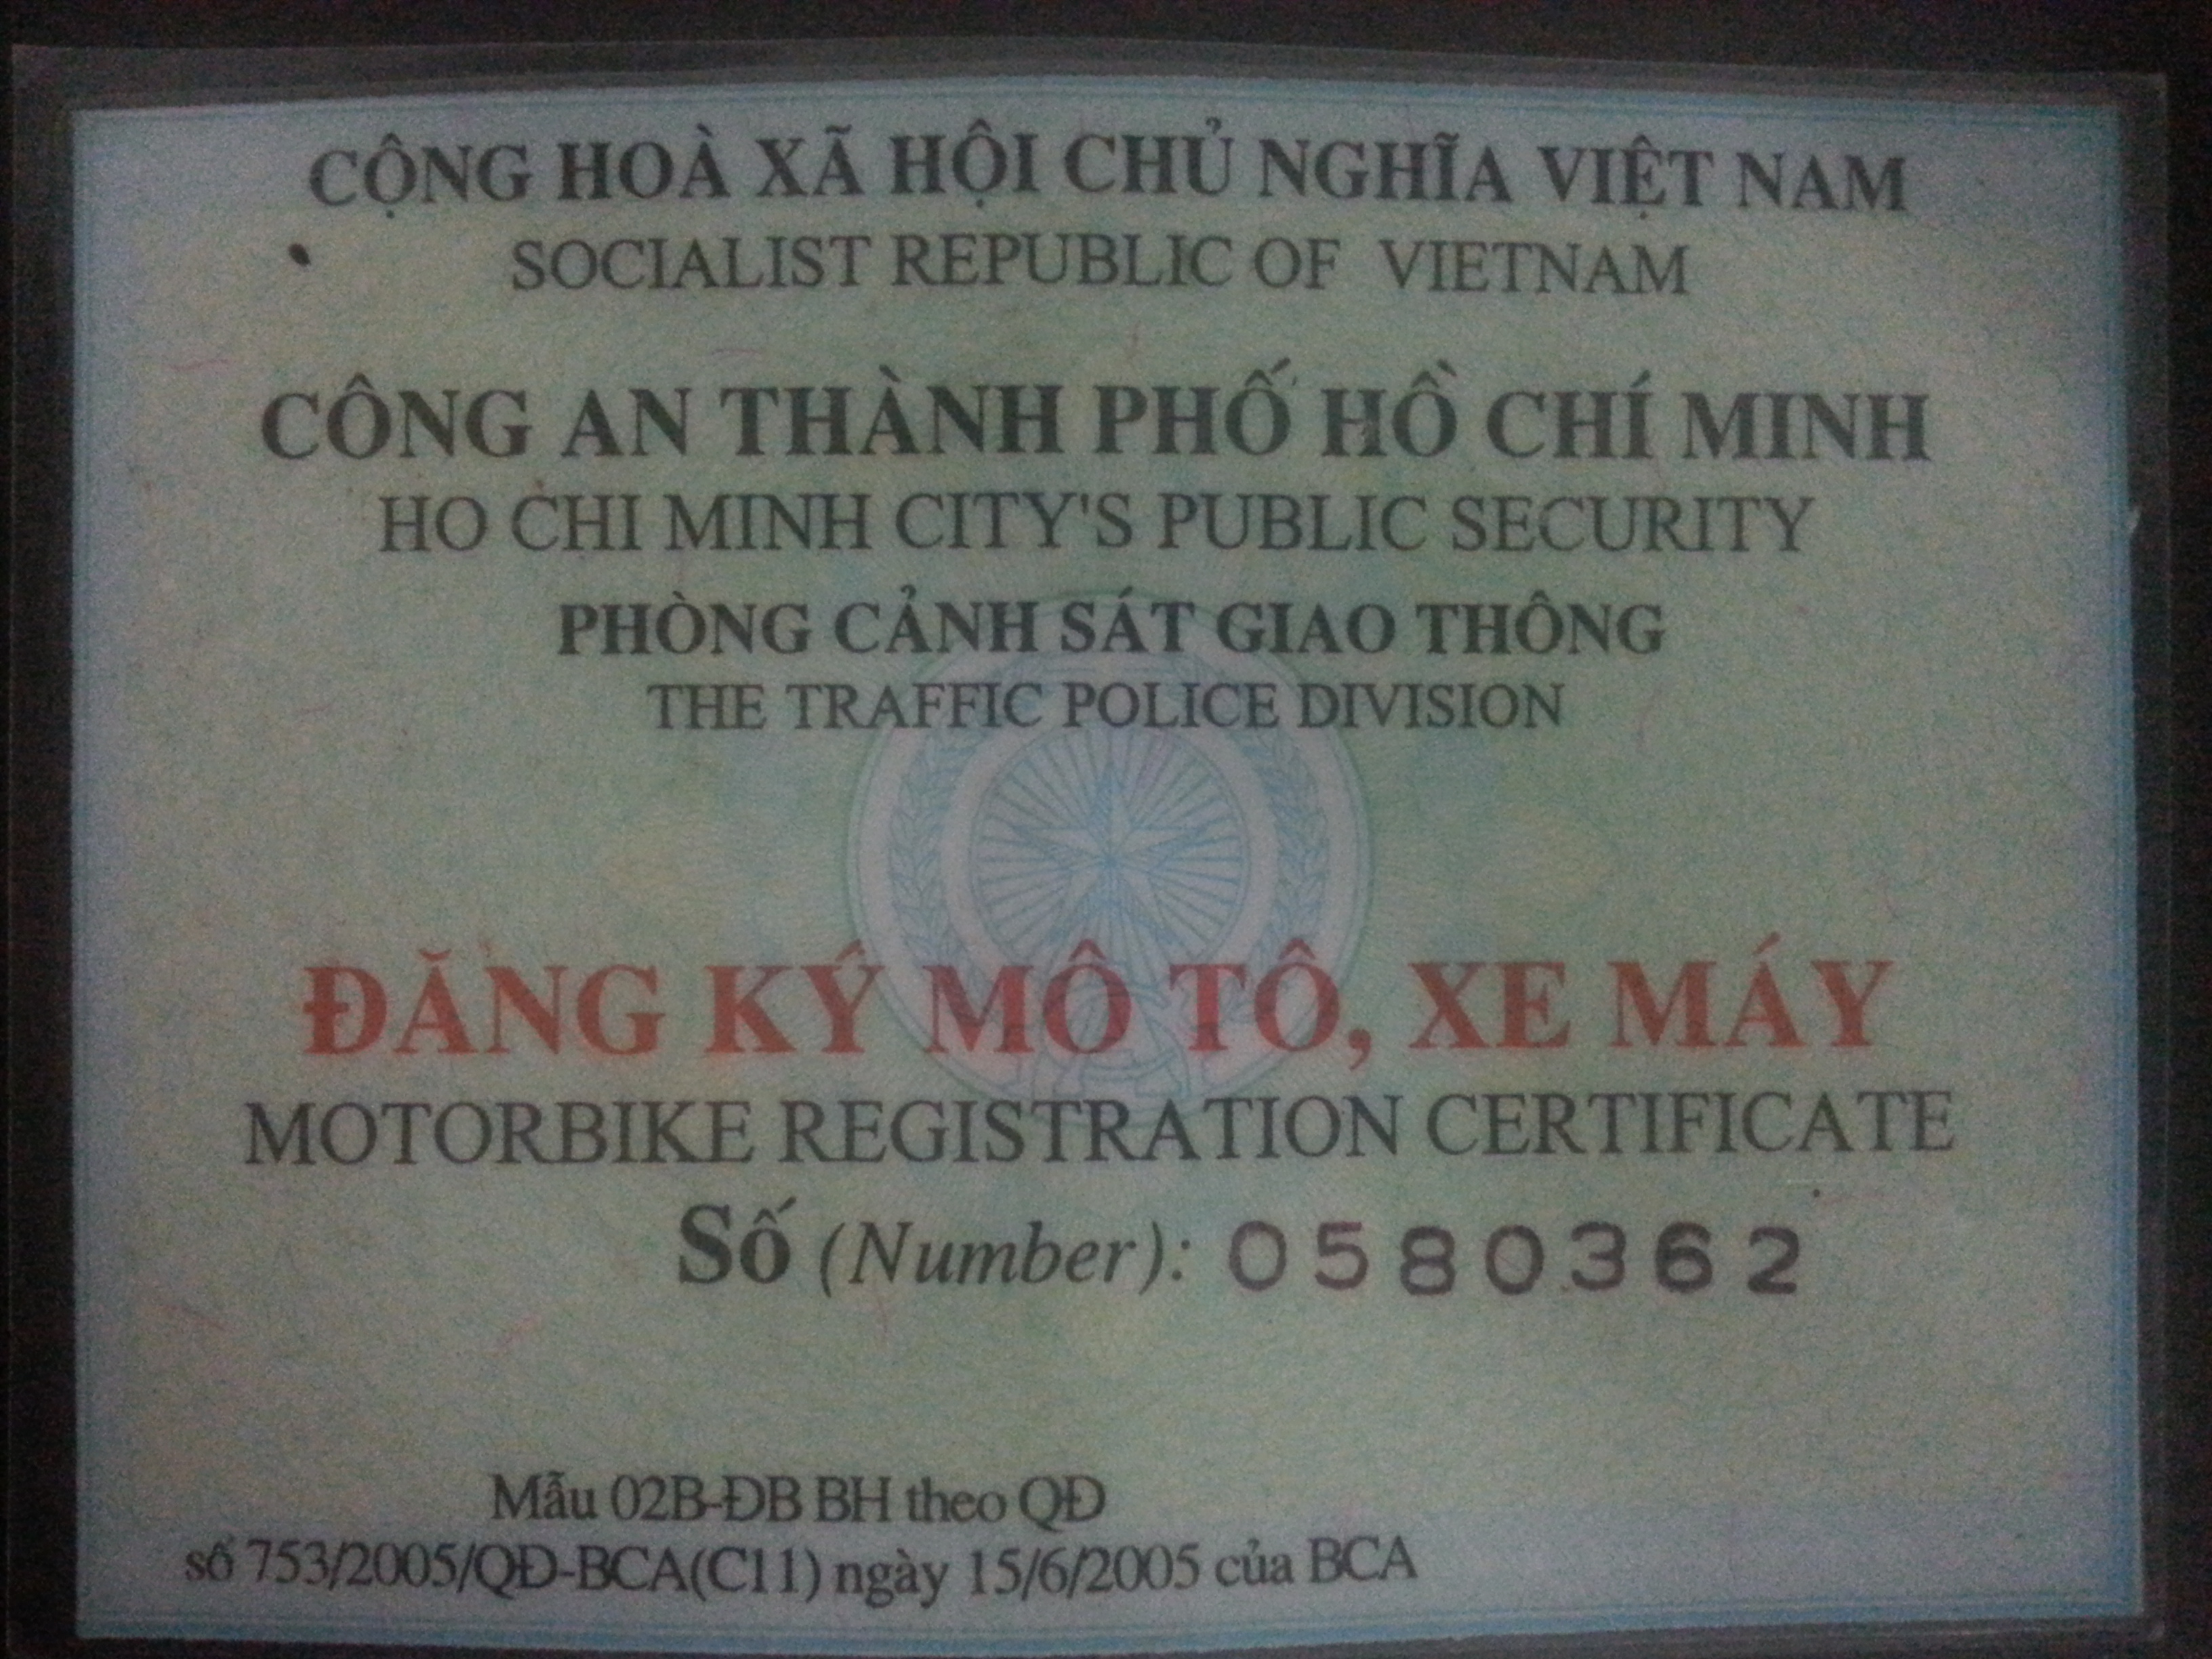 CỘNG HOÀ XÃ HỘI CHỦ NGHĨA VIỆT NAM
SOCIALIST REPUBLIC OF VIETNAM
CÔNG AN THÀNH PHỐ HỒ CHÍ MINH
HO CHI MINH CITY'S PUBLIC SECURITY
PHÒNG CẢNH SÁT GIAO THÔNG
THE TRAFFIC POLICE DIVISION
ĐĂNG KÝ MÔ TÔ, XE MÁY
MOTORBIKE REGISTRATION CERTIFICATE
Số (Number): 0580362
Mẫu 02B-ĐB BH theo QĐ
số 753/2005/QĐ-BCA(C11) ngày 15/6/2005 của BCA